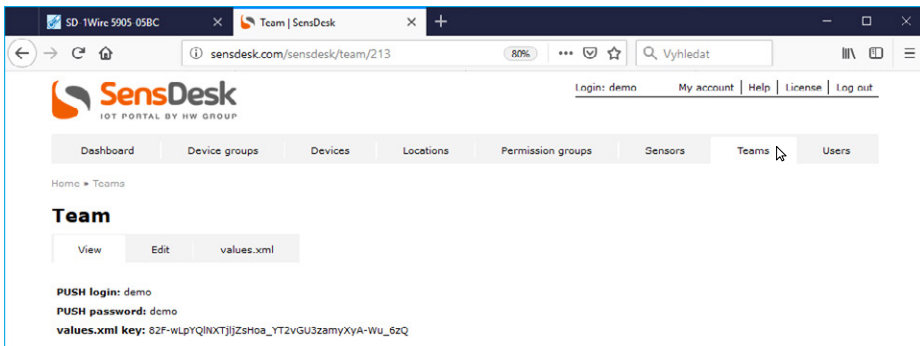 SD-1Wire 5905-05BC
Team | SensDesk
sensdesk.com/sensdesk/team/213
80%
Vyhledat
SensDesk
IOT PORTAL BY HW GROUP
Login: demo My account | Help | License | Log out
Dashboard Device groups Devices Locations Permission groups Sensors Teams Users
Home » Teams
Team
View Edit values.xml
PUSH login: demo
PUSH password: demo
values.xml key: 82F-wLpYQlNXTjljZsHoa_YT2vGU3zamyXyA-Wu_6zQ